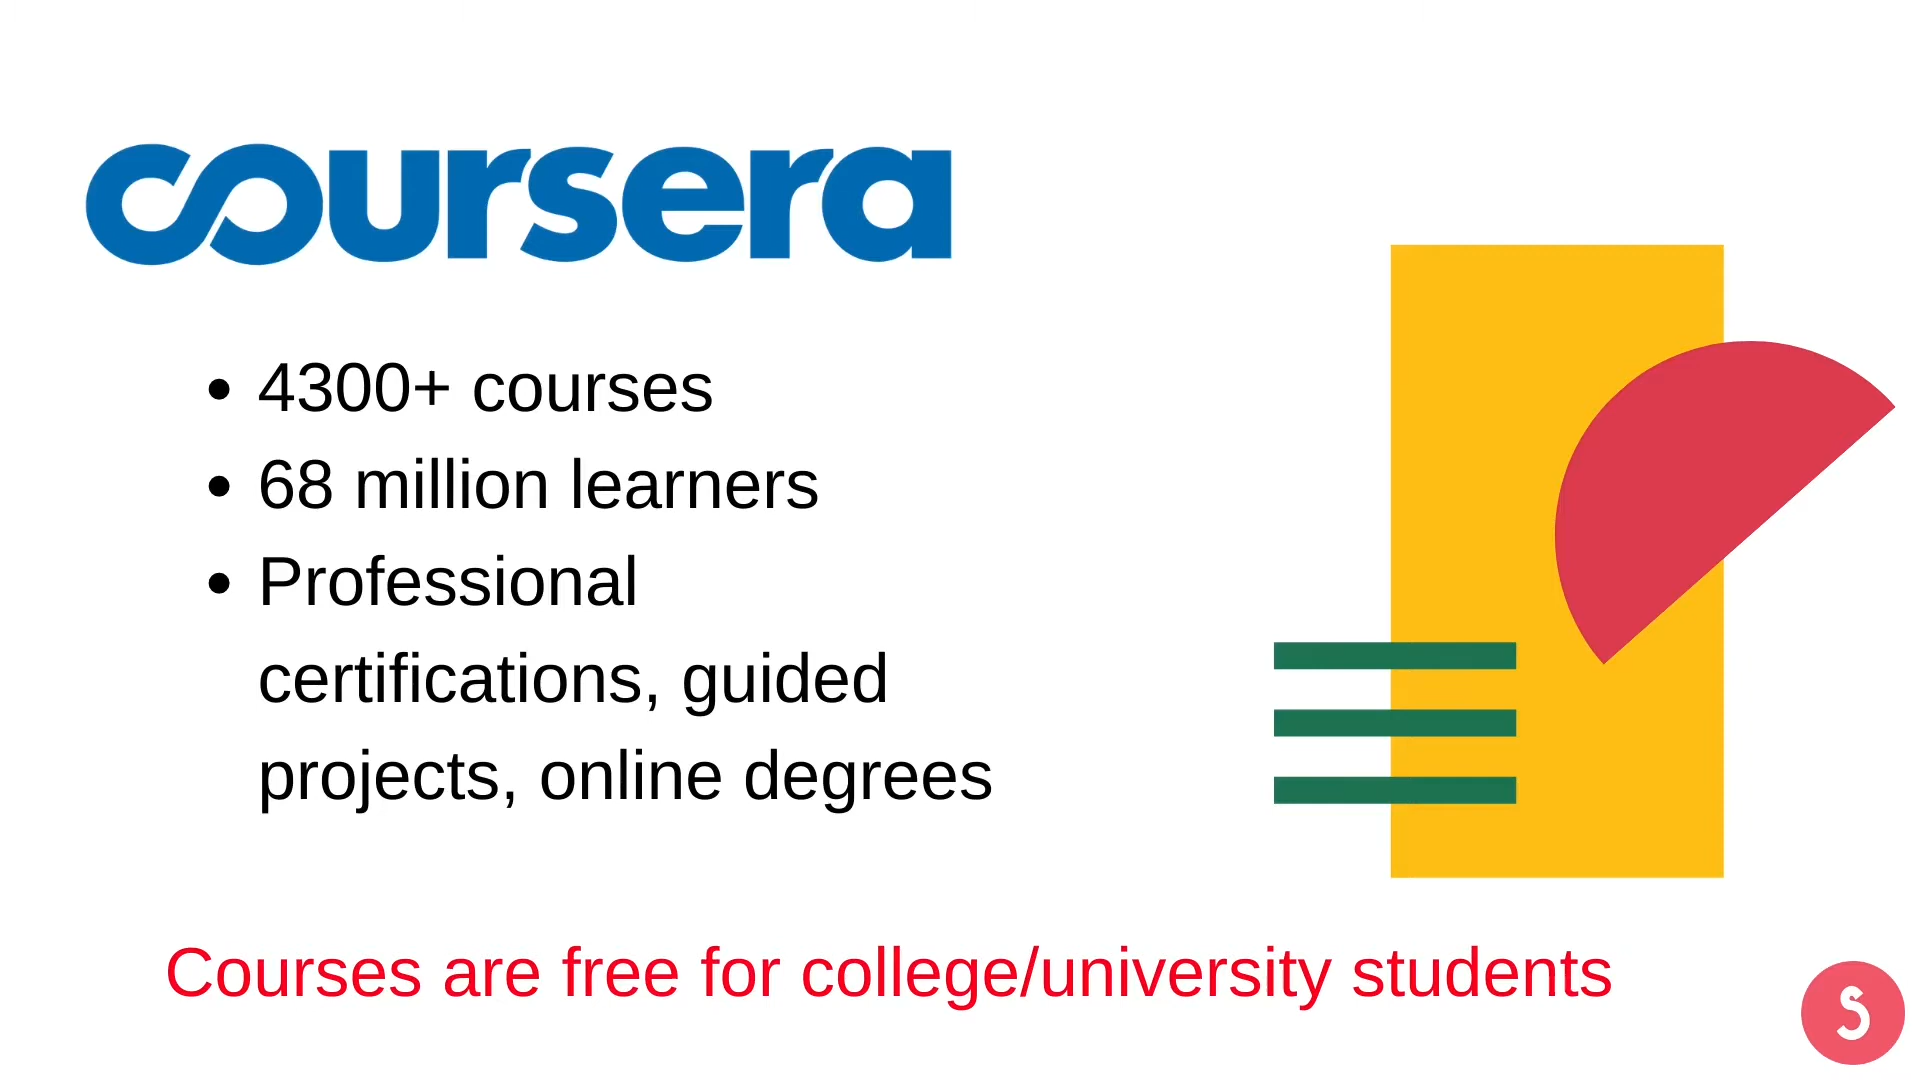 coursera
• 4300+ courses
• 68 million learners
• Professional
certifications, guided
projects, online degrees
Courses are free for college/university students
S